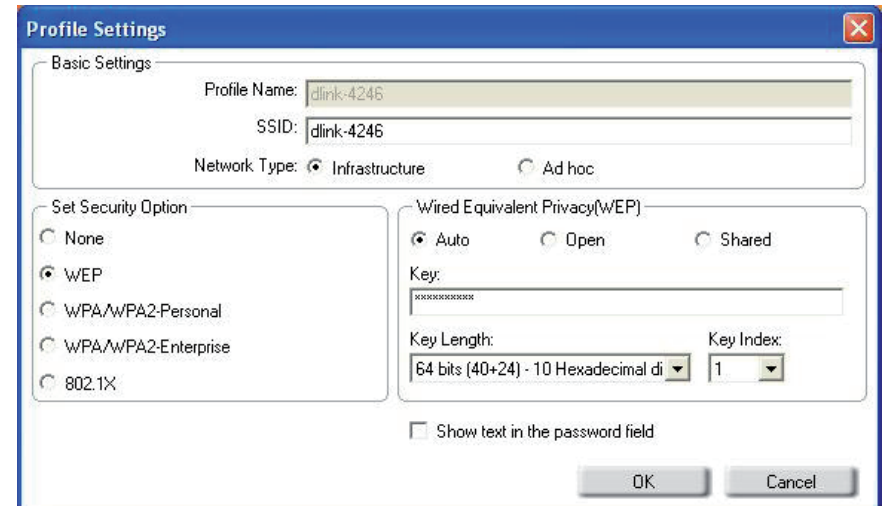 Profile Settings
Basic Settings
Profile Name: dlink-4246
SSID: dlink-4246
Network Type: Infrastructure Ad hoc
Set Security Option
None
WEP
WPA/WPA2-Personal
WPA/WPA2-Enterprise
802.1X
Wired Equivalent Privacy(WEP)
Auto Open Shared
Key:
**********
Key Length: Key Index:
64 bits (40+24) - 10 Hexadecimal di 1
Show text in the password field
OK Cancel